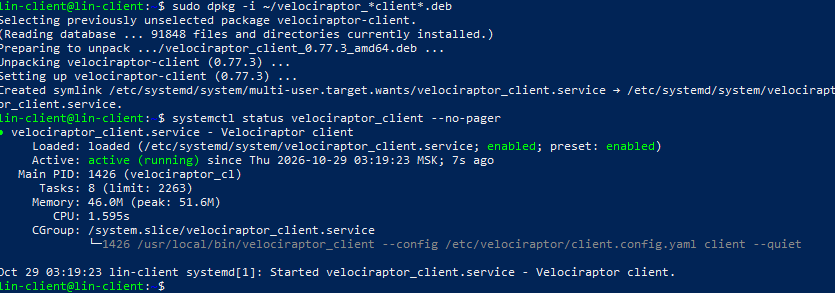 lin-client@lin-client: $ sudo dpkg -i ~/velociraptor_*client*.deb
Selecting previously unselected package velociraptor-client.
(Reading database ... 91848 files and directories currently installed.)
Preparing to unpack .../velociraptor_client_0.77.3_amd64.deb ...
Unpacking velociraptor-client (0.77.3) ...
Setting up velociraptor-client (0.77.3) ...
Created symlink /etc/systemd/system/multi-user.target.wants/velociraptor_client.service → /etc/systemd/system/velocirapt
or_client.service.
lin-client@lin-client: $ systemctl status velociraptor_client --no-pager
● velociraptor_client.service - Velociraptor client
Loaded: loaded (/etc/systemd/system/velociraptor_client.service; enabled; preset: enabled)
Active: active (running) since Thu 2026-10-29 03:19:23 MSK; 7s ago
Main PID: 1426 (velociraptor_cl)
Tasks: 8 (limit: 2263)
Memory: 46.0M (peak: 51.6M)
CPU: 1.595s
CGroup: /system.slice/velociraptor_client.service
└─1426 /usr/local/bin/velociraptor_client --config /etc/velociraptor/client.config.yaml client --quiet
Oct 29 03:19:23 lin-client systemd[1]: Started velociraptor_client.service - Velociraptor client.
lin-client@lin-client: $